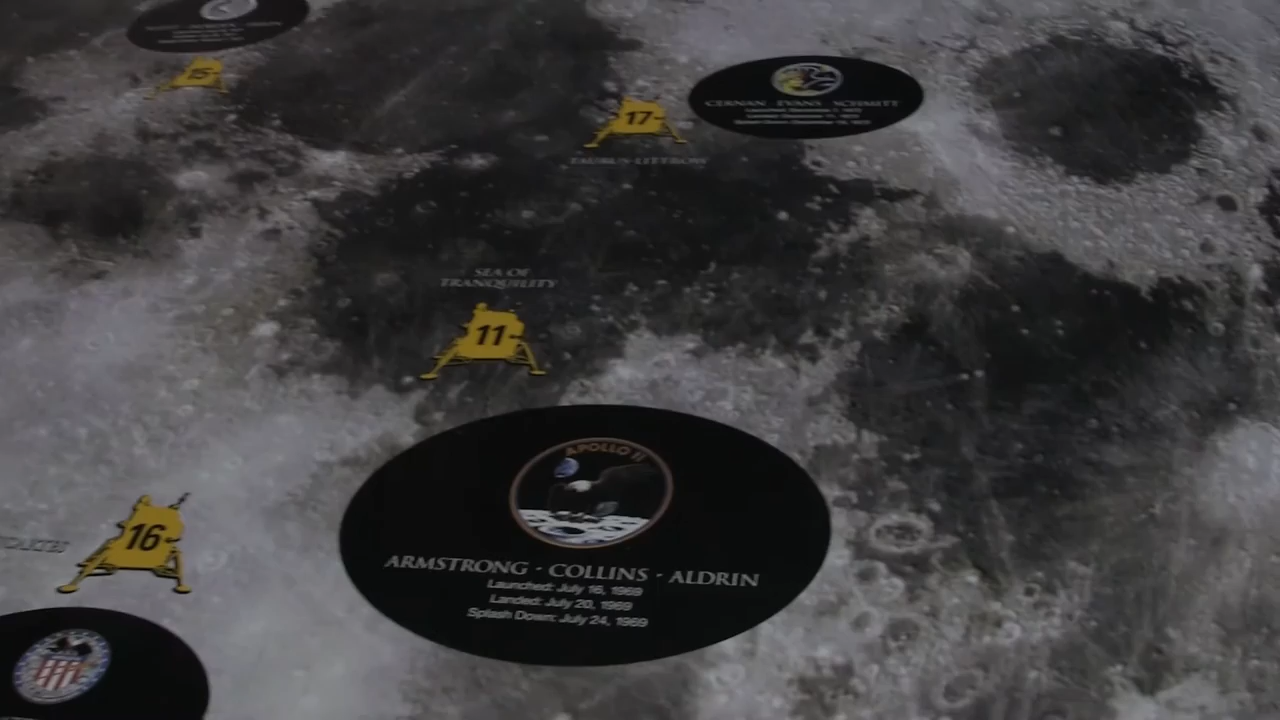 15
17
CERNAN EVANS SCHMITT
TAURUS-LITTROW
SEA OF
TRANQUILITY
11
APOLLO 11
ARMSTRONG - COLLINS - ALDRIN
Launched: July 16, 1969
Landed: July 20, 1969
Splash Down: July 24, 1969
16